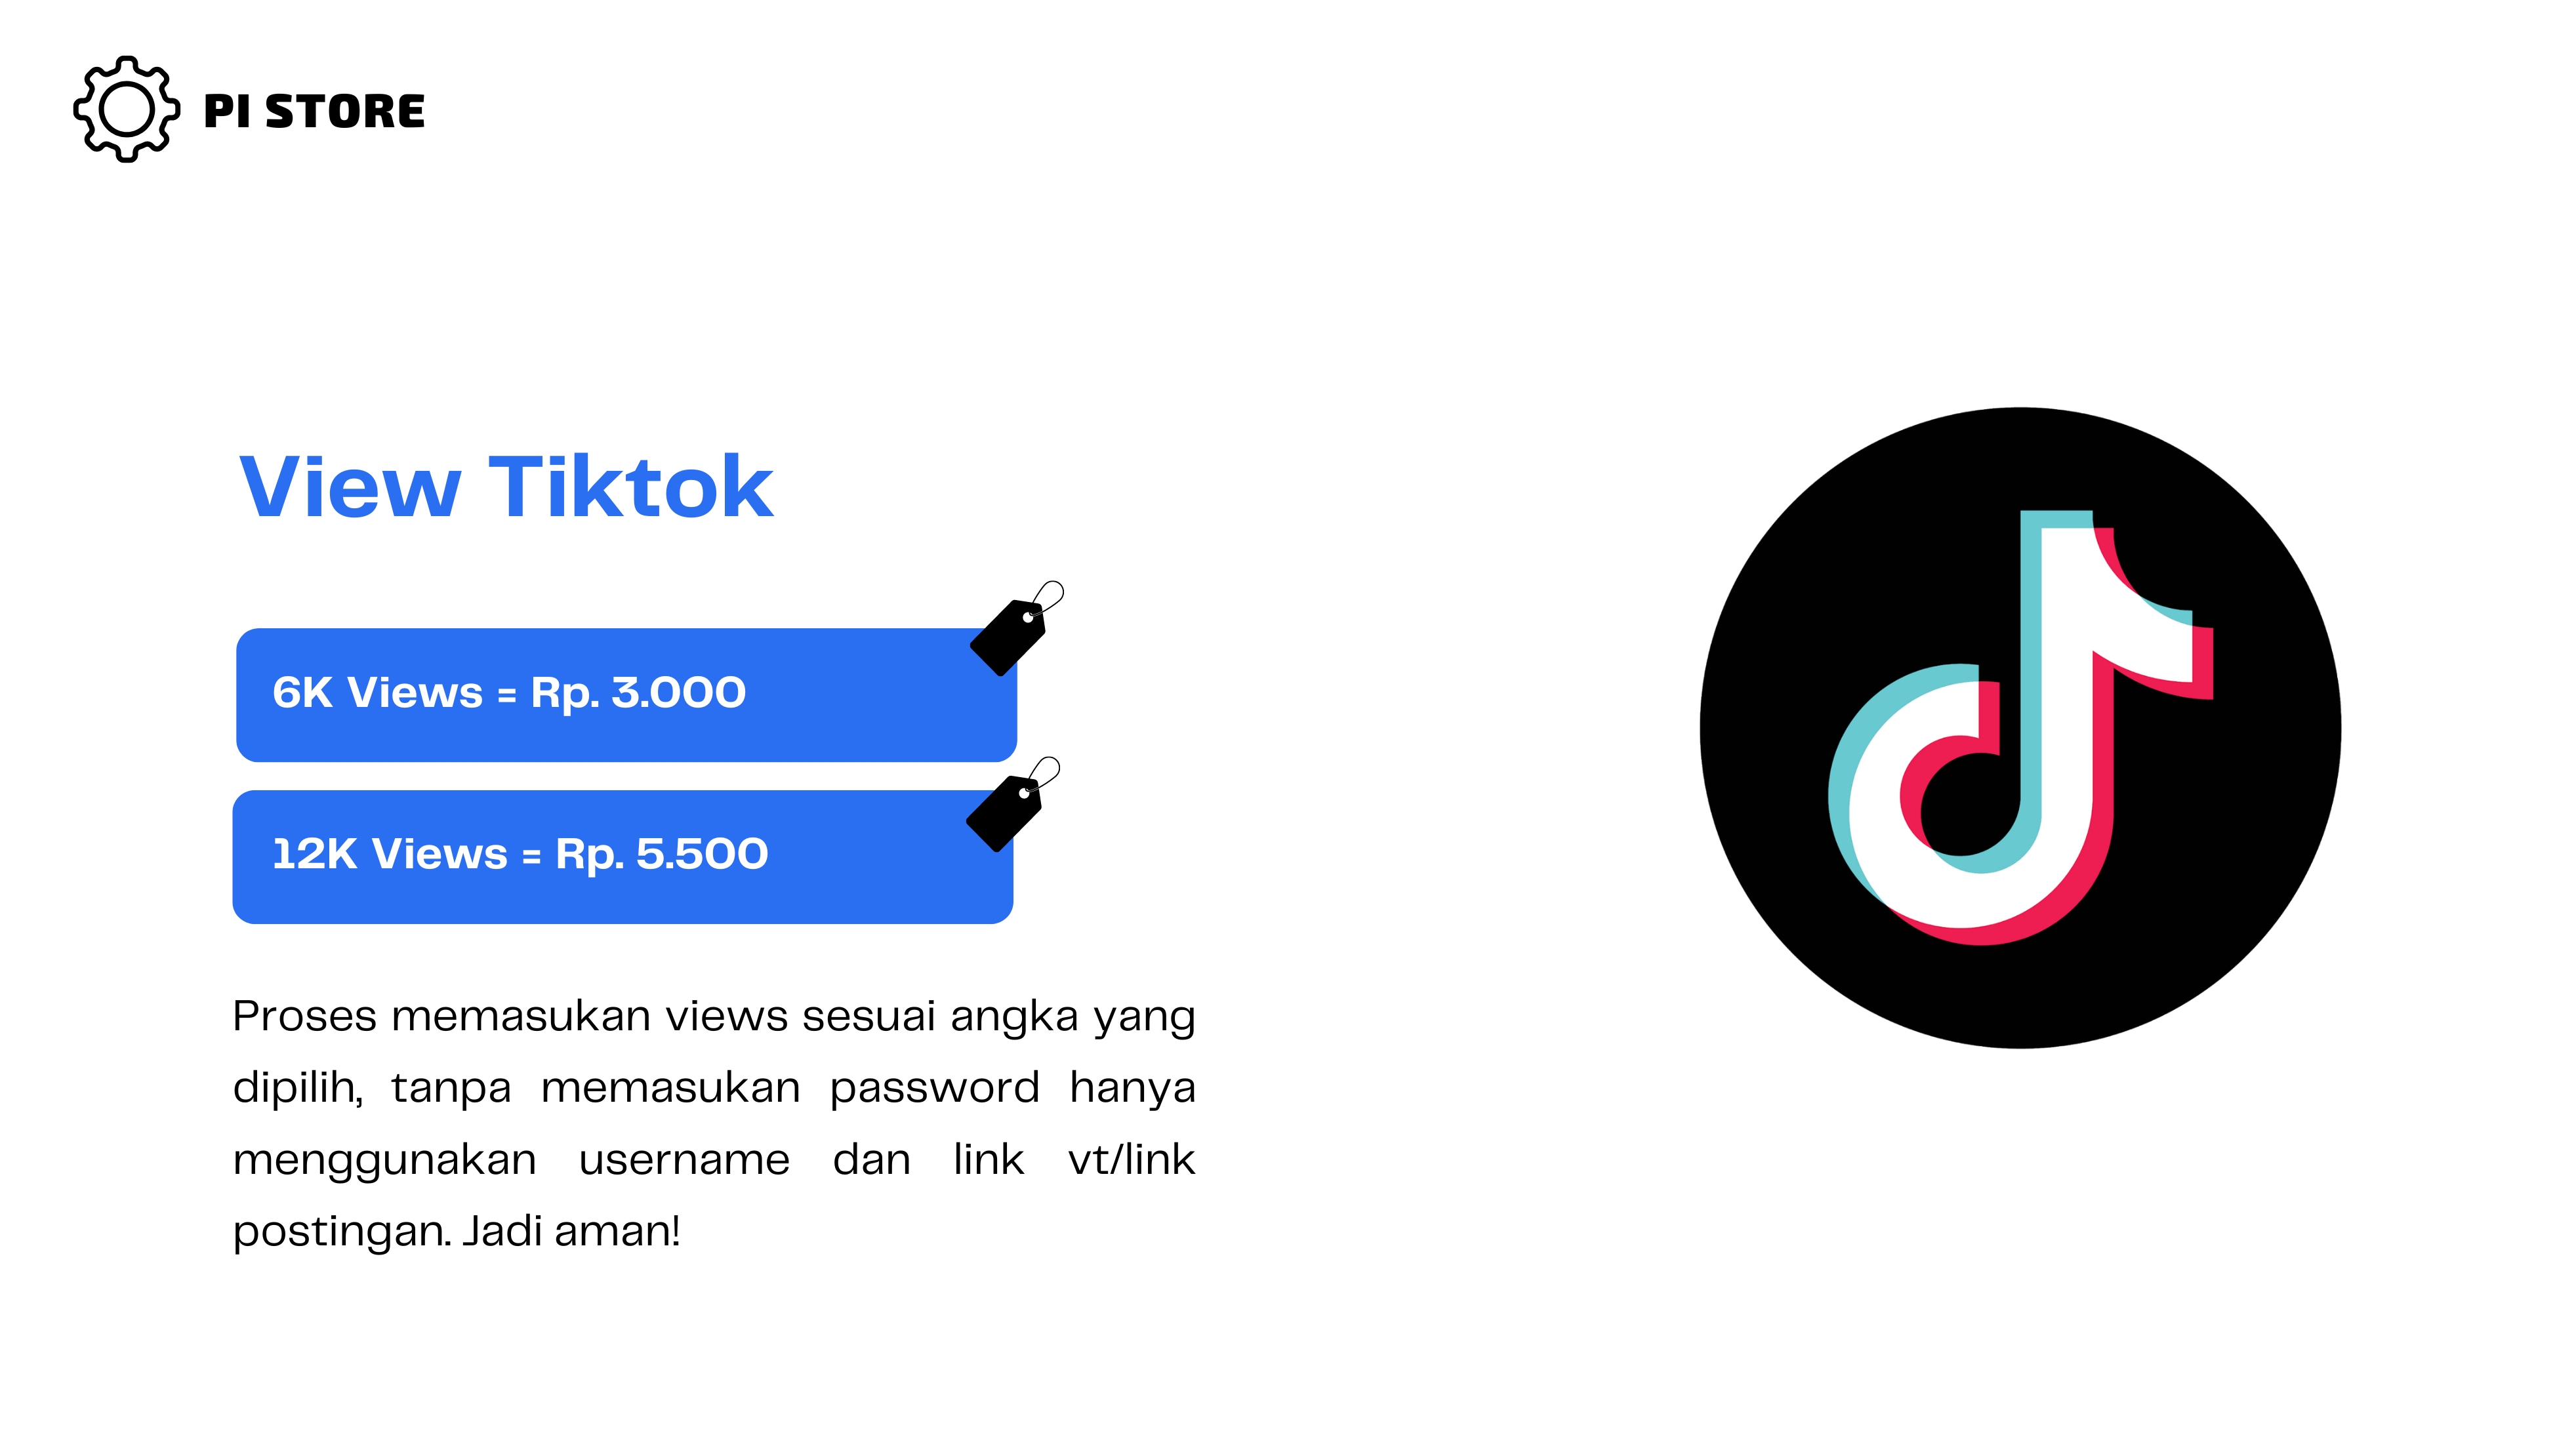 PI STORE
View Tiktok
6K Views = Rp. 3.000
12K Views = Rp. 5.500
Proses memasukan views sesuai angka yang
dipilih, tanpa memasukan password hanya
menggunakan username dan link vt/link
postingan. Jadi aman!